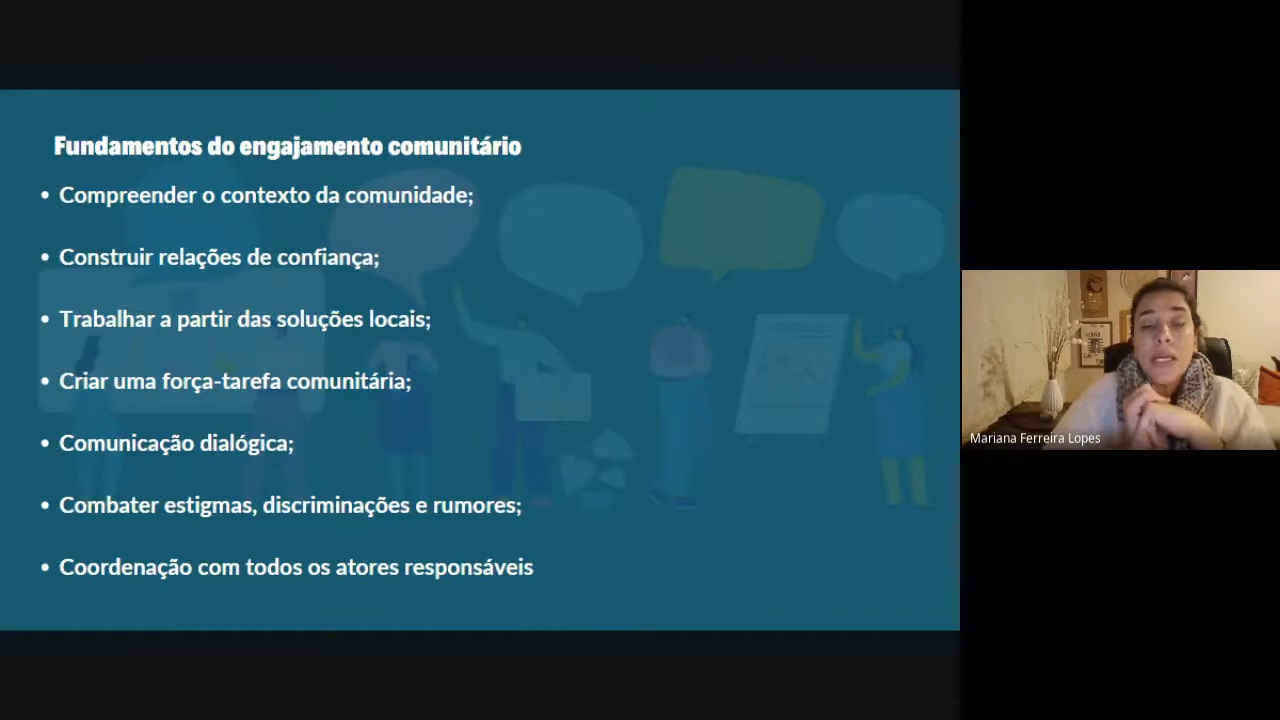 Fundamentos do engajamento comunitário
• Compreender o contexto da comunidade;
• Construir relações de confiança;
• Trabalhar a partir das soluções locais;
• Criar uma força-tarefa comunitária;
• Comunicação dialógica;
• Combater estigmas, discriminações e rumores;
• Coordenação com todos os atores responsáveis
Mariana Ferreira Lopes